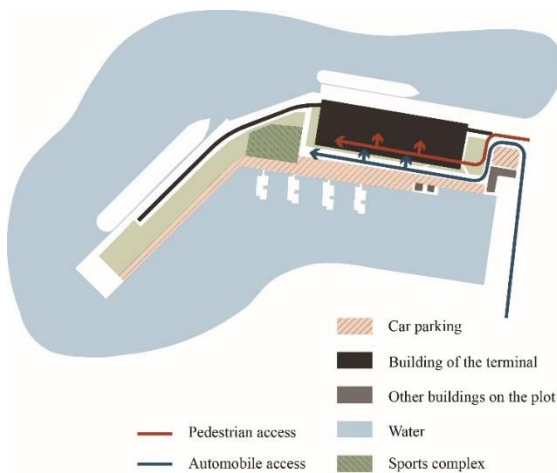 Car parking
Building of the terminal
Other buildings on the plot
Water
Sports complex
Pedestrian access
Automobile access